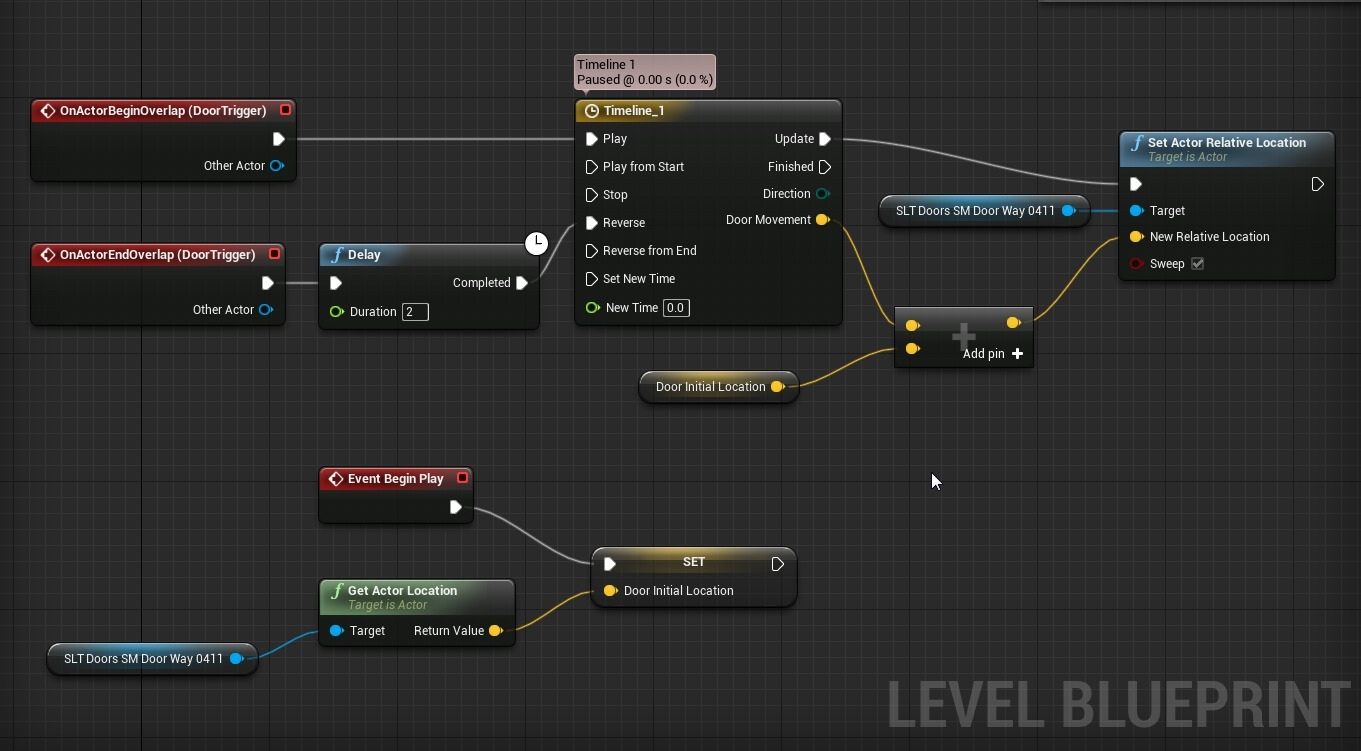 Timeline 1
Paused @ 0.00 s (0.0 %)
OnActorBeginOverlap (DoorTrigger)
Other Actor
Timeline_1
Play
Update
Play from Start
Finished
Stop
Direction
Reverse
Door Movement
Reverse from End
Set New Time
New Time 0.0
Set Actor Relative Location
Target is Actor
Target
New Relative Location
Sweep
SLT Doors SM Door Way 0411
OnActorEndOverlap (DoorTrigger)
Other Actor
Delay
Completed
Duration 2
Add pin
Door Initial Location
Event Begin Play
SET
Door Initial Location
Get Actor Location
Target is Actor
Target
Return Value
SLT Doors SM Door Way 0411
LEVEL BLUEPRINT